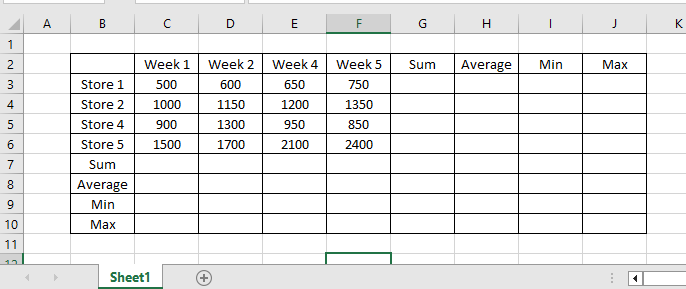 A B C D E F G H I J K
1
2 Week 1 Week 2 Week 4 Week 5 Sum Average Min Max
3 Store 1 500 600 650 750
4 Store 2 1000 1150 1200 1350
5 Store 4 900 1300 950 850
6 Store 5 1500 1700 2100 2400
7 Sum
8 Average
9 Min
10 Max
11
12
Sheet1